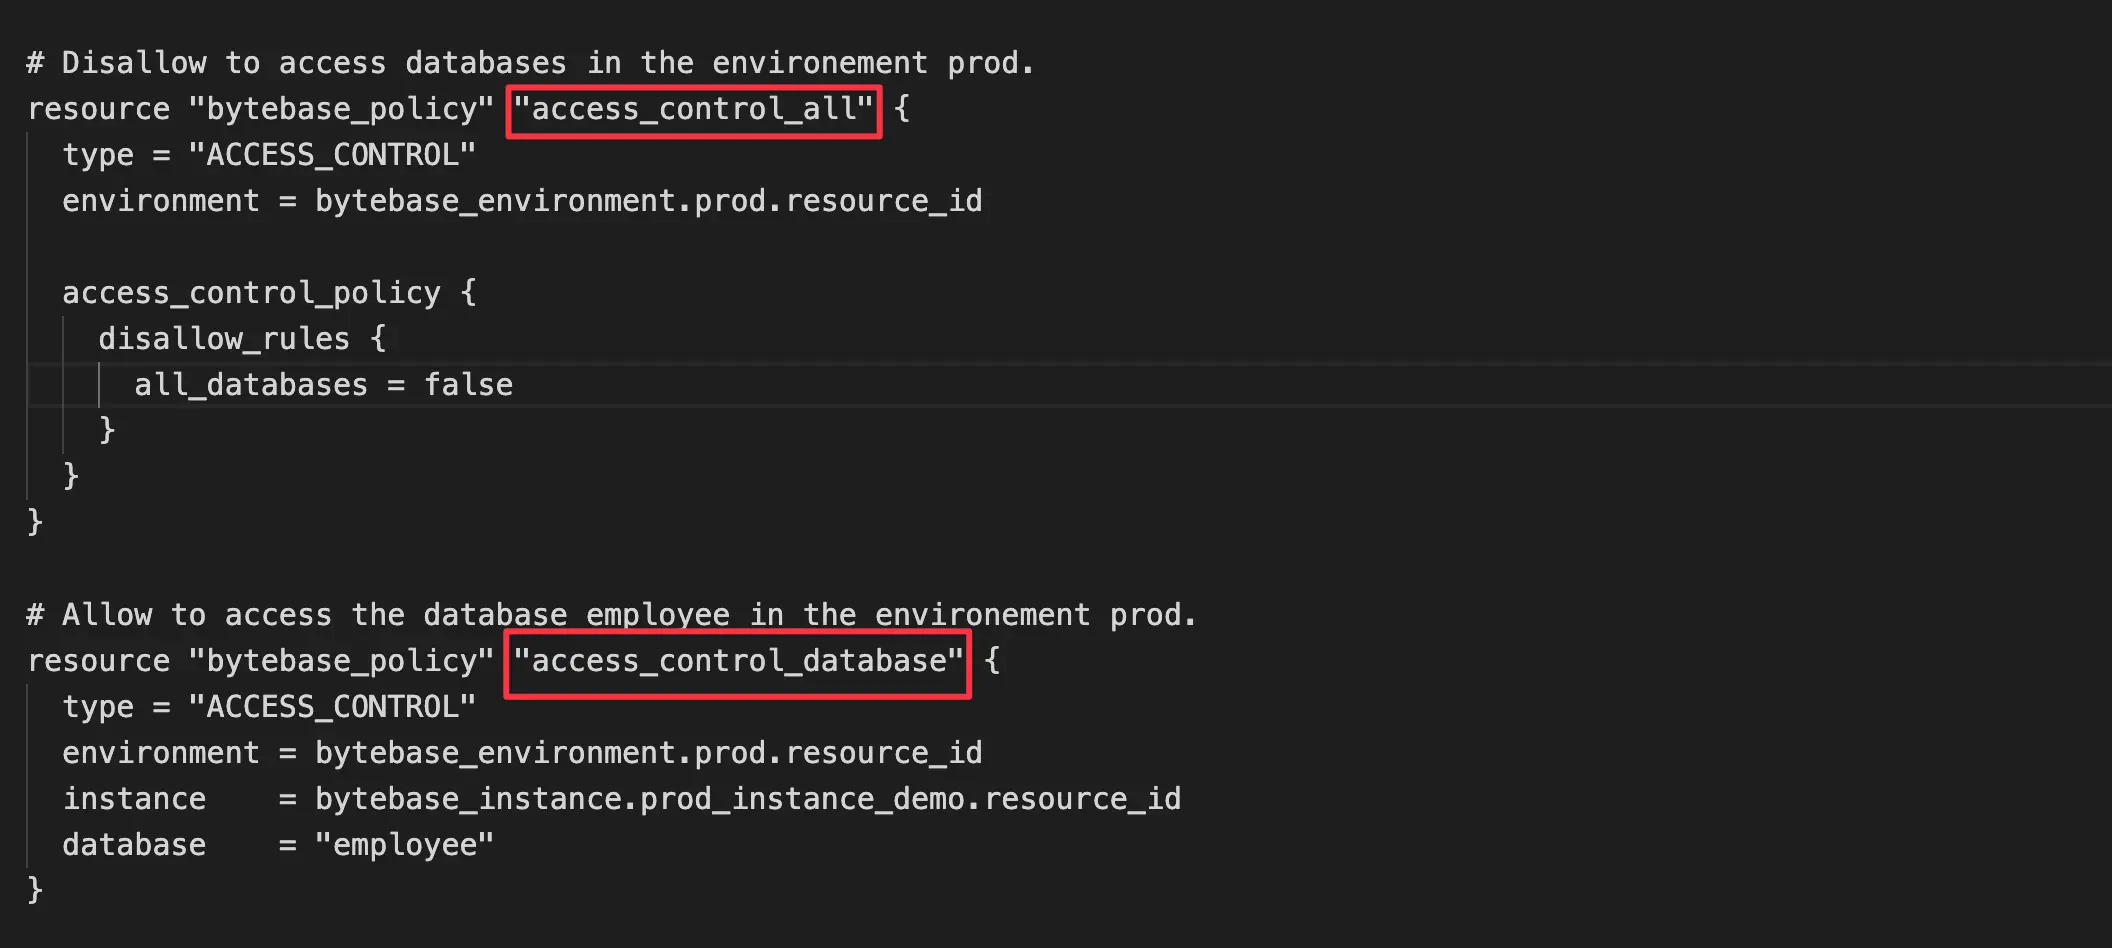 # Disallow to access databases in the environement prod.
resource "bytebase_policy" "access_control_all" {
  type = "ACCESS_CONTROL"
  environment = bytebase_environment.prod.resource_id

  access_control_policy {
    disallow_rules {
      all_databases = false
    }
  }
}

# Allow to access the database employee in the environement prod.
resource "bytebase_policy" "access_control_database" {
  type = "ACCESS_CONTROL"
  environment = bytebase_environment.prod.resource_id
  instance    = bytebase_instance.prod_instance_demo.resource_id
  database    = "employee"
}